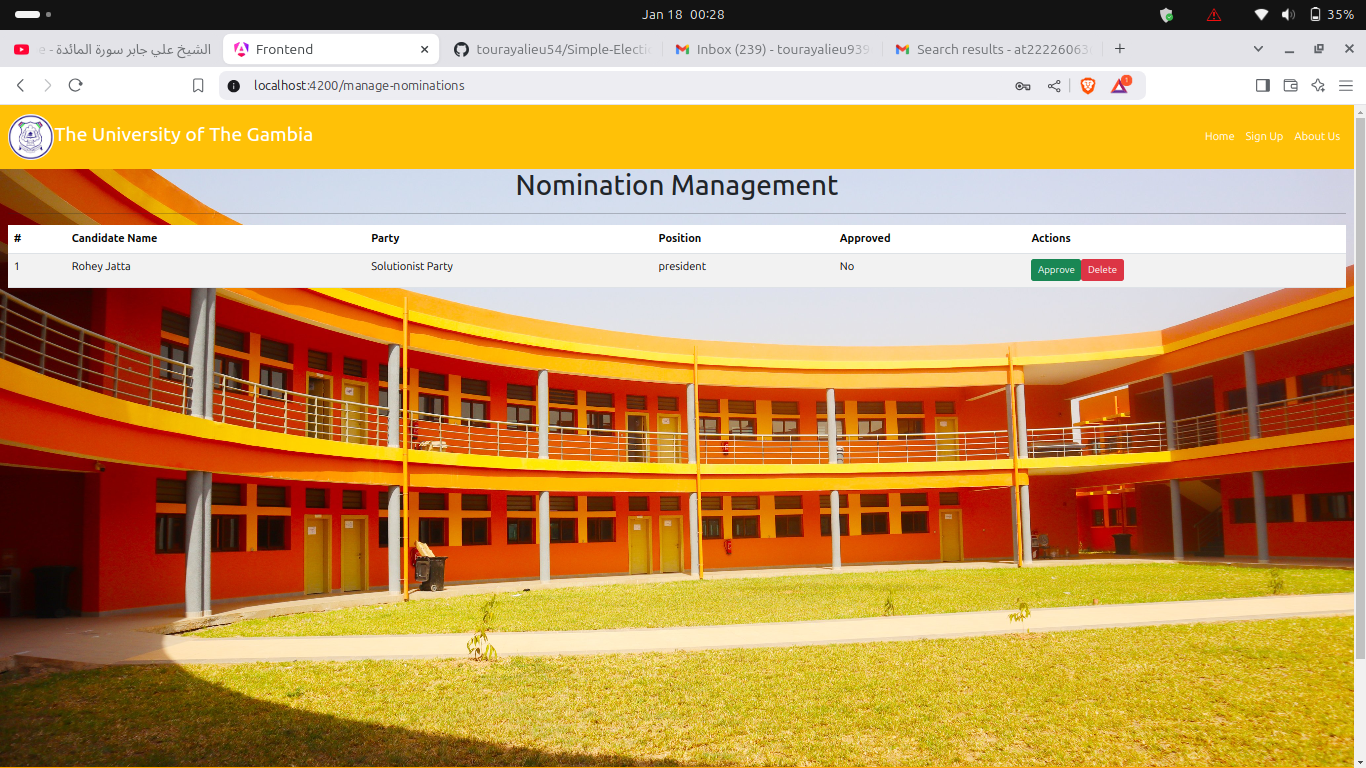 Jan 18 00:28
35%
الشيخ علي جابر سورة المائدة - e
Frontend
tourayalieu54/Simple-Electi
Inbox (239) - tourayalieu939
Search results - at22226063
localhost:4200/manage-nominations
1
The University of The Gambia
Home Sign Up About Us
Nomination Management
# Candidate Name Party Position Approved Actions
1 Rohey Jatta Solutionist Party president No Approve Delete